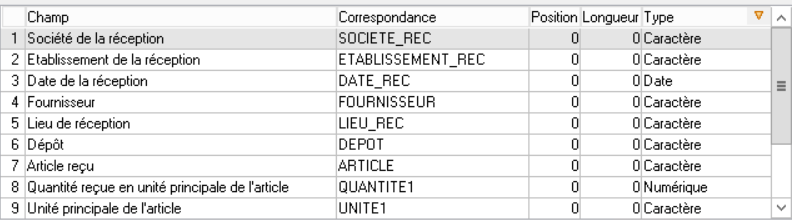 Champ Correspondance Position Longueur Type
1 Société de la réception SOCIETE_REC 0 0 Caractère
2 Etablissement de la réception ETABLISSEMENT_REC 0 0 Caractère
3 Date de la réception DATE_REC 0 0 Date
4 Fournisseur FOURNISSEUR 0 0 Caractère
5 Lieu de réception LIEU_REC 0 0 Caractère
6 Dépôt DEPOT 0 0 Caractère
7 Article reçu ARTICLE 0 0 Caractère
8 Quantité reçue en unité principale de l'article QUANTITE1 0 0 Numérique
9 Unité principale de l'article UNITE1 0 0 Caractère